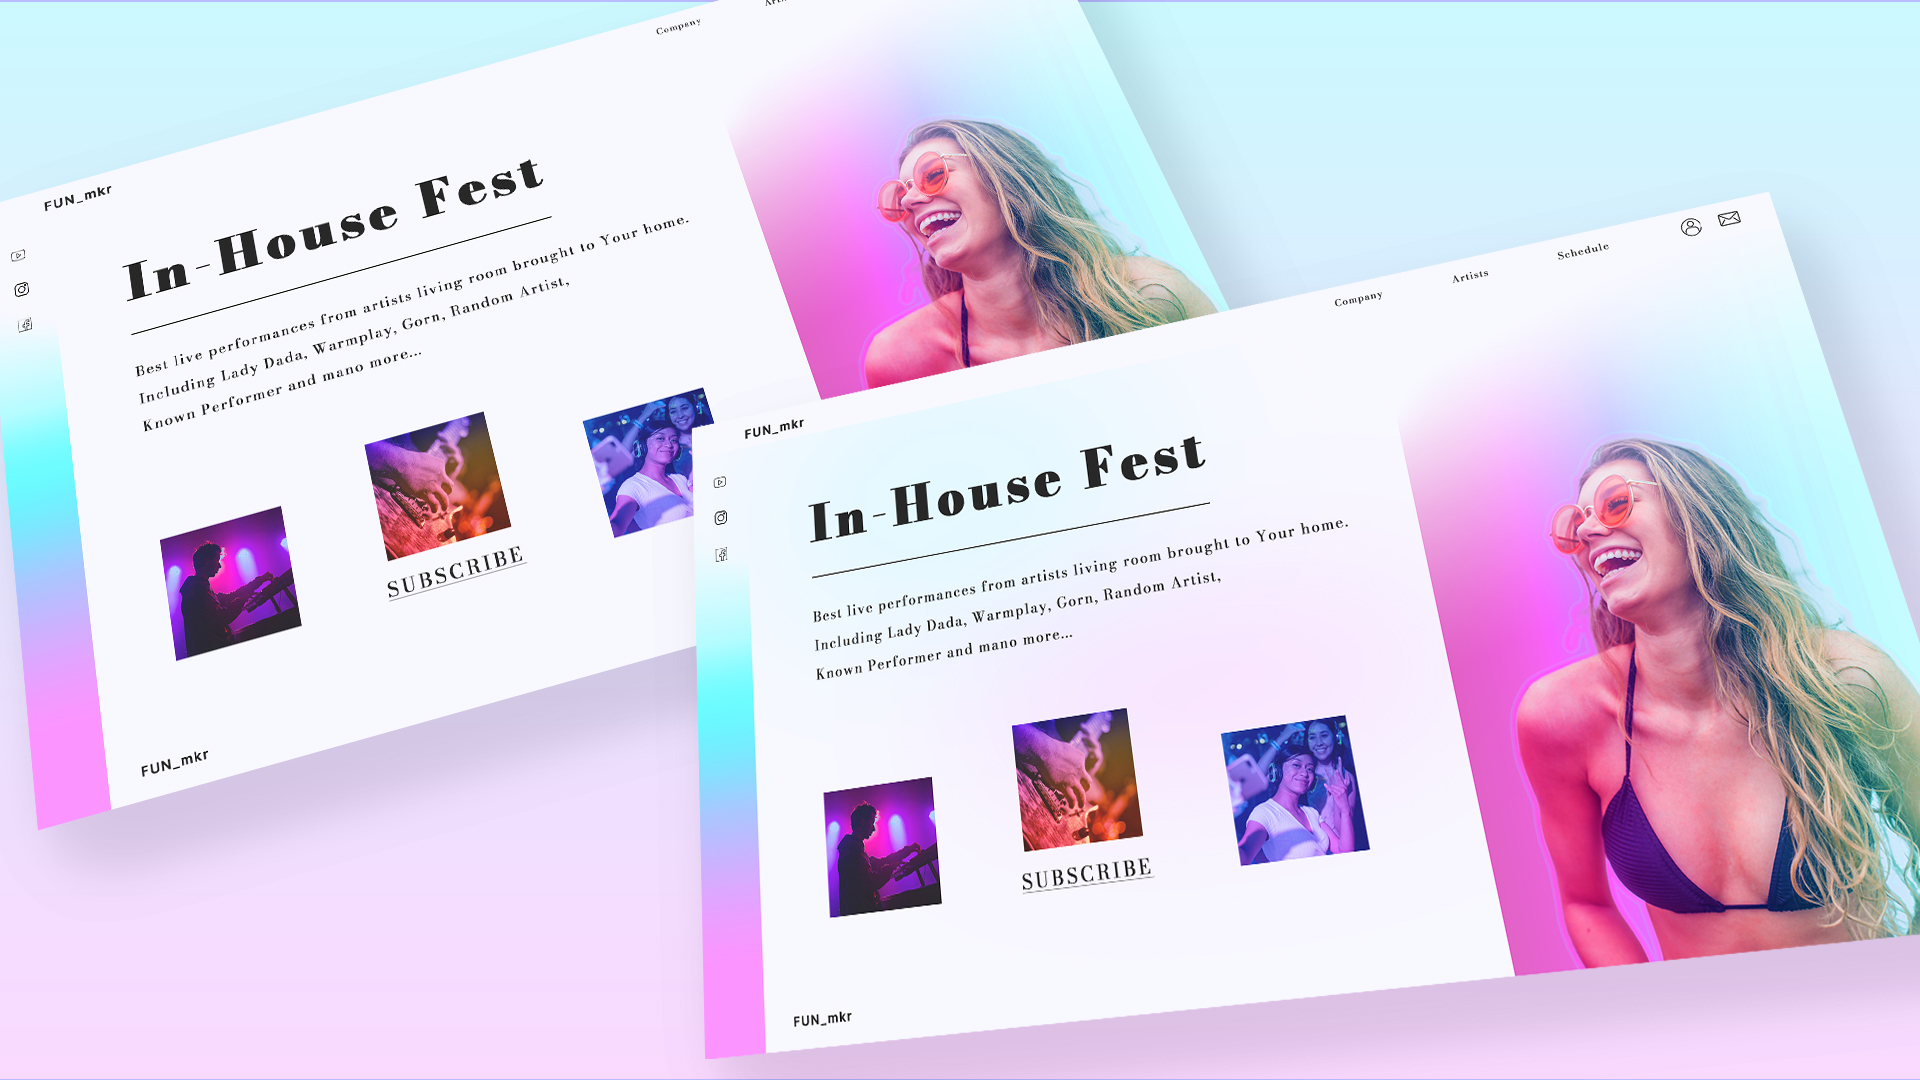 Company
FUN_mkr
In-House Fest
Best live performances from artists living room brought to Your home.
Including Lady Dada, Warmplay, Gorn, Random Artist,
Known Performer and mano more...
SUBSCRIBE
FUN_mkr
Company
Artists
Schedule
FUN_mkr
In-House Fest
Best live performances from artists living room brought to Your home.
Including Lady Dada, Warmplay, Gorn, Random Artist,
Known Performer and mano more...
SUBSCRIBE
FUN_mkr